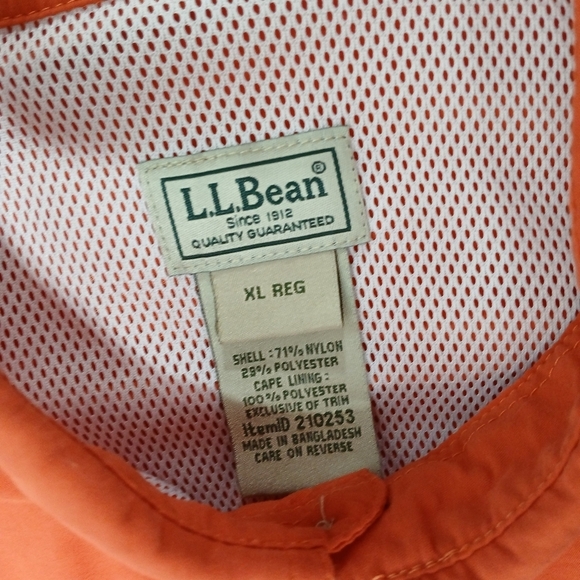 L.L.Bean®
Since 1912
QUALITY GUARANTEED
XL REG
SHELL : 71% NYLON
29% POLYESTER
CAPE LINING :
100% POLYESTER
EXCLUSIVE OF TRIM
ItemID 210253
MADE IN BANGLADESH
CARE ON REVERSE